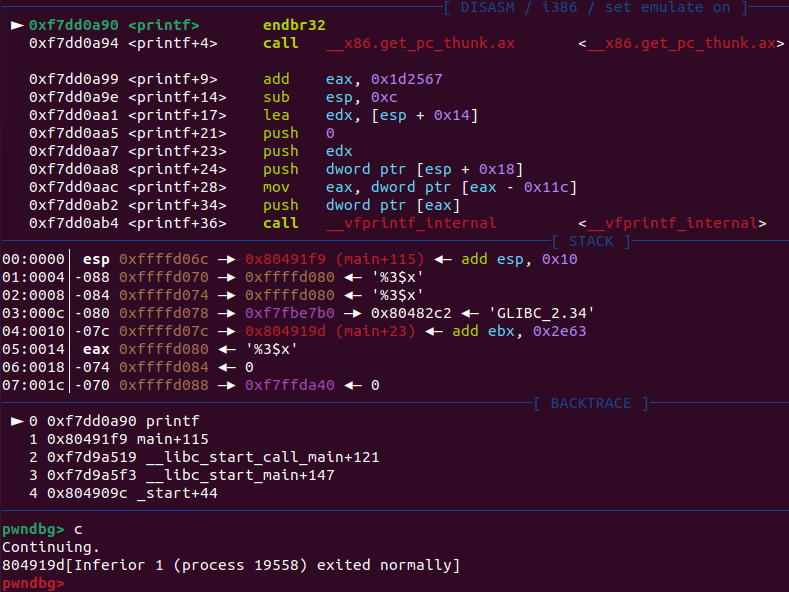 [ DISASM / i386 / set emulate on ]
► 0xf7dd0a90 <printf> endbr32
0xf7dd0a94 <printf+4> call __x86.get_pc_thunk.ax <__x86.get_pc_thunk.ax>
0xf7dd0a99 <printf+9> add eax, 0x1d2567
0xf7dd0a9e <printf+14> sub esp, 0xc
0xf7dd0aa1 <printf+17> lea edx, [esp + 0x14]
0xf7dd0aa5 <printf+21> push 0
0xf7dd0aa7 <printf+23> push edx
0xf7dd0aa8 <printf+24> push dword ptr [esp + 0x18]
0xf7dd0aac <printf+28> mov eax, dword ptr [eax - 0x11c]
0xf7dd0ab2 <printf+34> push dword ptr [eax]
0xf7dd0ab4 <printf+36> call __vfprintf_internal <__vfprintf_internal>
[ STACK ]
00:0000│ esp 0xffffd06c —▸ 0x80491f9 (main+115) ◂— add esp, 0x10
01:0004│-088 0xffffd070 —▸ 0xffffd080 ◂— '%3$x'
02:0008│-084 0xffffd074 —▸ 0xffffd080 ◂— '%3$x'
03:000c│-080 0xffffd078 —▸ 0xf7fbe7b0 —▸ 0x80482c2 ◂— 'GLIBC_2.34'
04:0010│-07c 0xffffd07c —▸ 0x804919d (main+23) ◂— add ebx, 0x2e63
05:0014│ eax 0xffffd080 ◂— '%3$x'
06:0018│-074 0xffffd084 ◂— 0
07:001c│-070 0xffffd088 —▸ 0xf7ffda40 ◂— 0
[ BACKTRACE ]
► 0 0xf7dd0a90 printf
1 0x80491f9 main+115
2 0xf7d9a519 __libc_start_call_main+121
3 0xf7d9a5f3 __libc_start_main+147
4 0x804909c _start+44
pwndbg> c
Continuing.
804919d[Inferior 1 (process 19558) exited normally]
pwndbg>